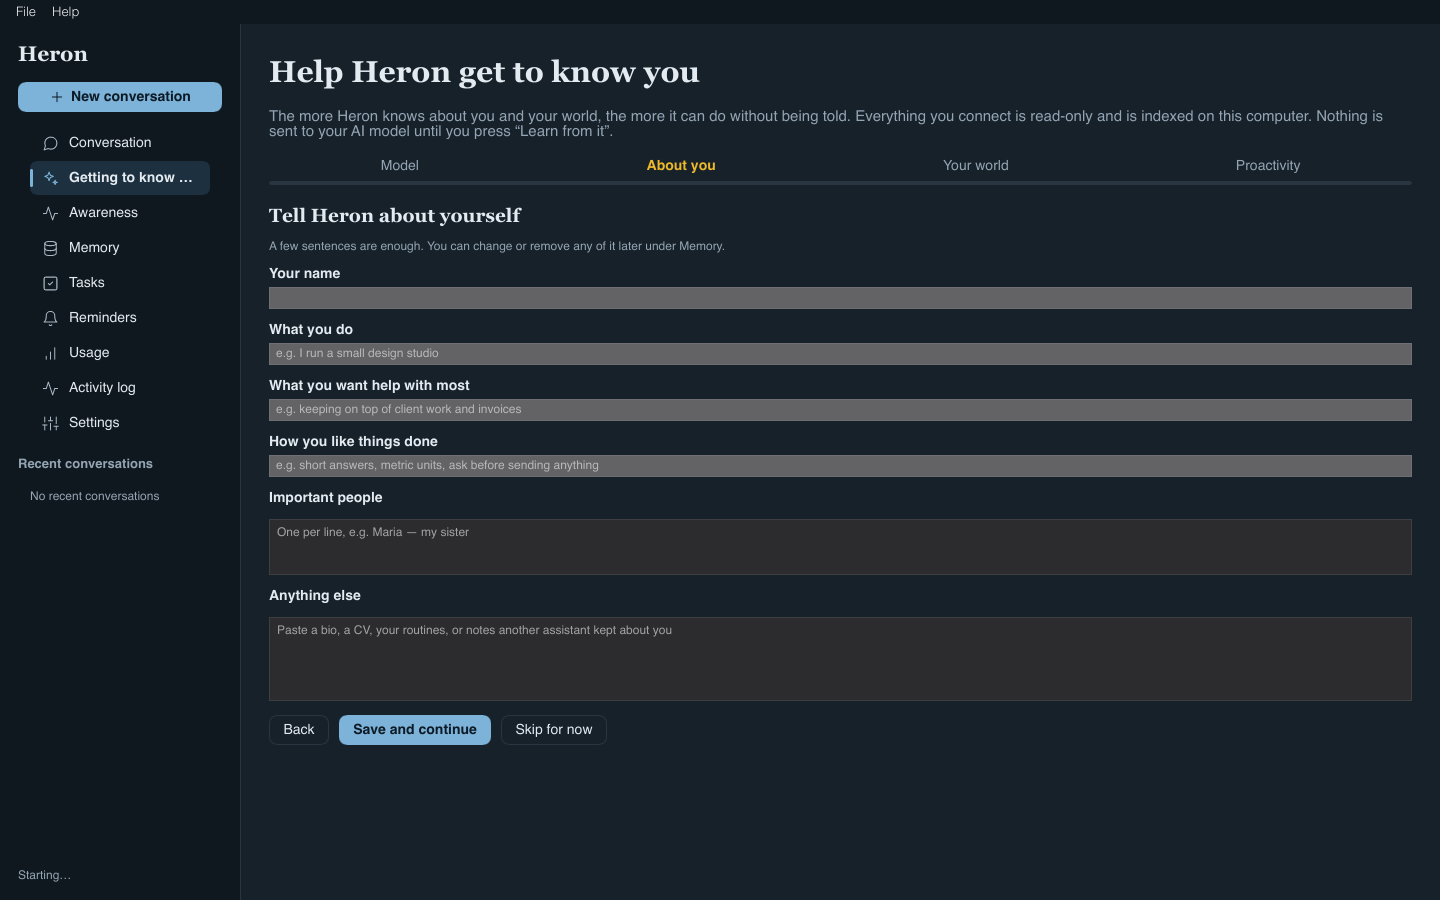 File Help
Heron
New conversation
Conversation
Getting to know ...
Awareness
Memory
Tasks
Reminders
Usage
Activity log
Settings
Recent conversations
No recent conversations
Starting...
Help Heron get to know you
The more Heron knows about you and your world, the more it can do without being told. Everything you connect is read-only and is indexed on this computer. Nothing is
sent to your AI model until you press “Learn from it”.
Model About you Your world Proactivity
Tell Heron about yourself
A few sentences are enough. You can change or remove any of it later under Memory.
Your name
What you do
e.g. I run a small design studio
What you want help with most
e.g. keeping on top of client work and invoices
How you like things done
e.g. short answers, metric units, ask before sending anything
Important people
One per line, e.g. Maria — my sister
Anything else
Paste a bio, a CV, your routines, or notes another assistant kept about you
Back Save and continue Skip for now